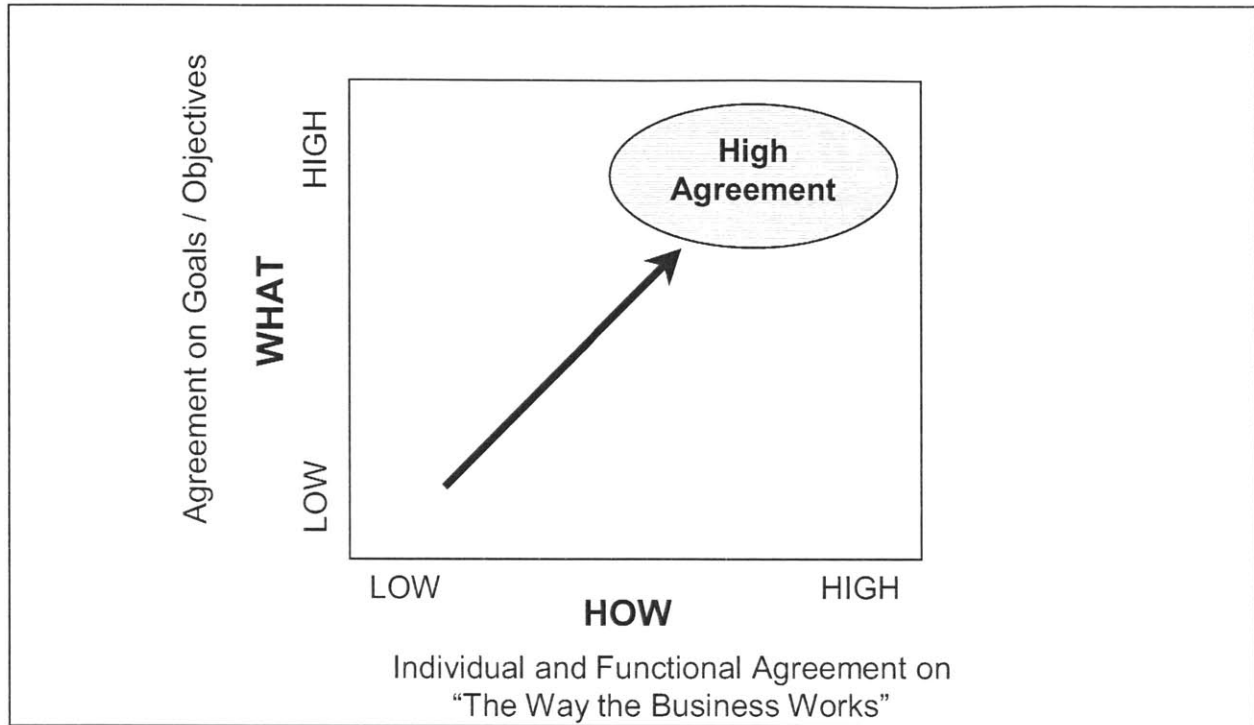 Agreement on Goals / Objectives
WHAT
HIGH
LOW
High
Agreement
LOW
HIGH
HOW
Individual and Functional Agreement on
“The Way the Business Works”